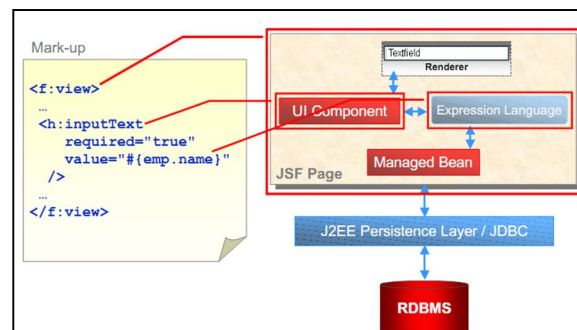 Mark-up
<f:view>
…
<h:inputText
required="true"
value="#{emp.name}"
/>
…
</f:view>
Textfield
Renderer
UI Component
Expression Language
Managed Bean
JSF Page
J2EE Persistence Layer / JDBC
RDBMS